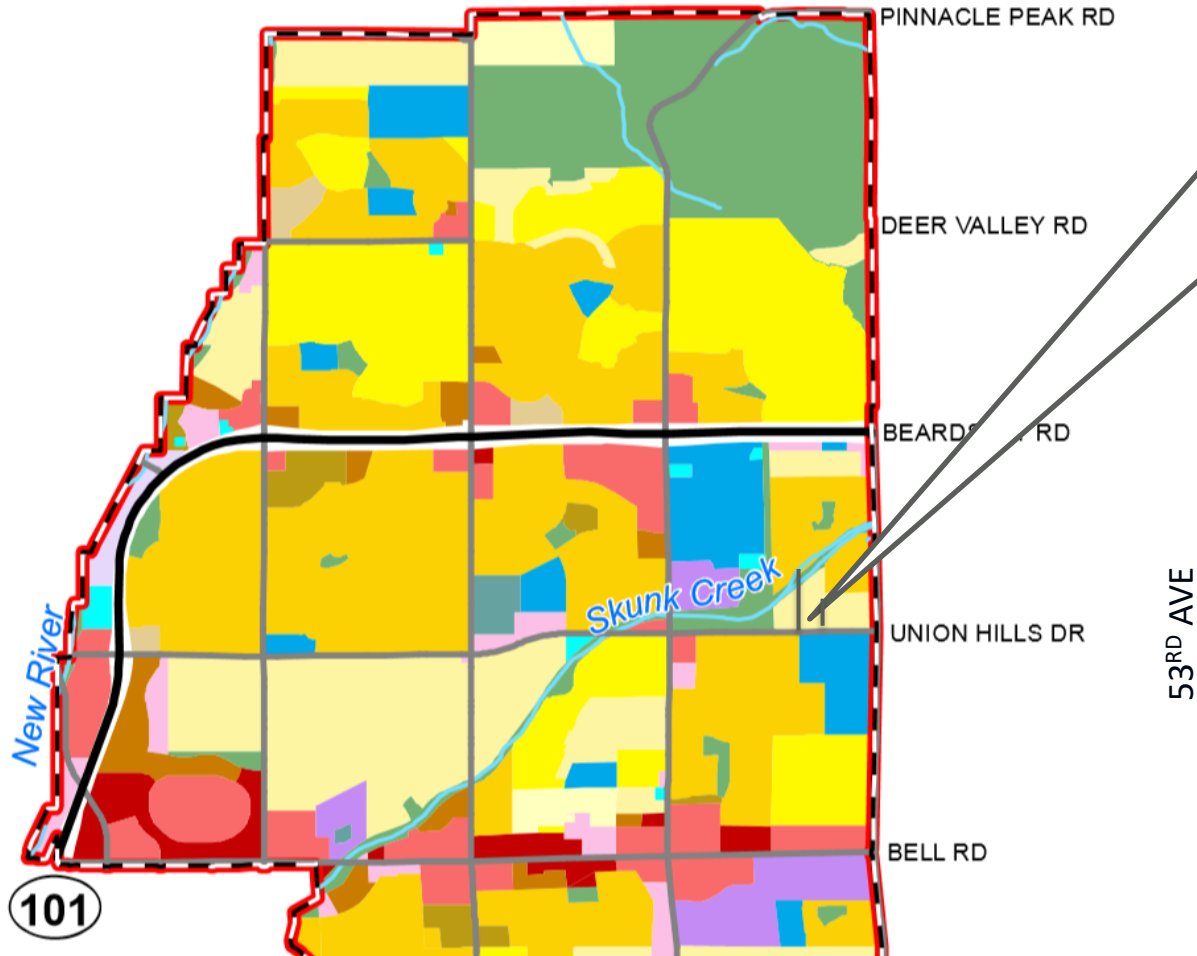 PINNACLE PEAK RD
DEER VALLEY RD
BEARDSLEY RD
Skunk Creek
53RD AVE
UNION HILLS DR
New River
BELL RD
101